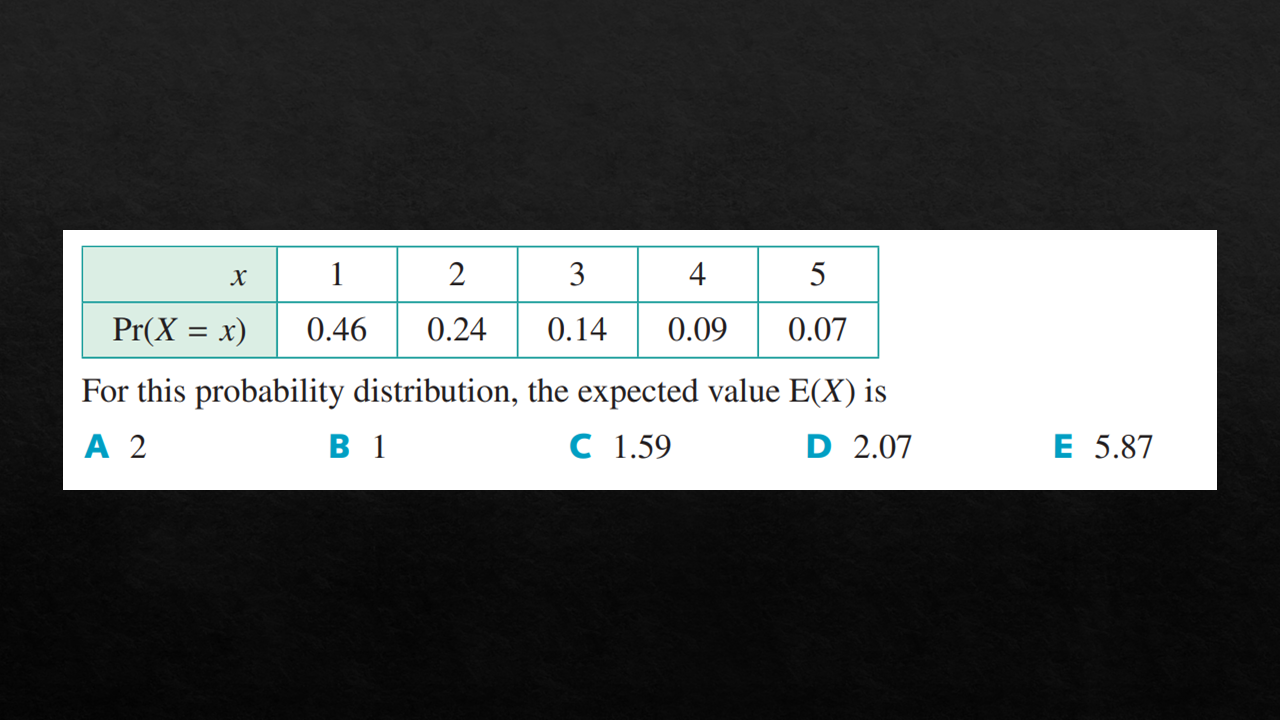 x 1 2 3 4 5
Pr(X = x) 0.46 0.24 0.14 0.09 0.07
For this probability distribution, the expected value E(X) is
A 2 B 1 C 1.59 D 2.07 E 5.87